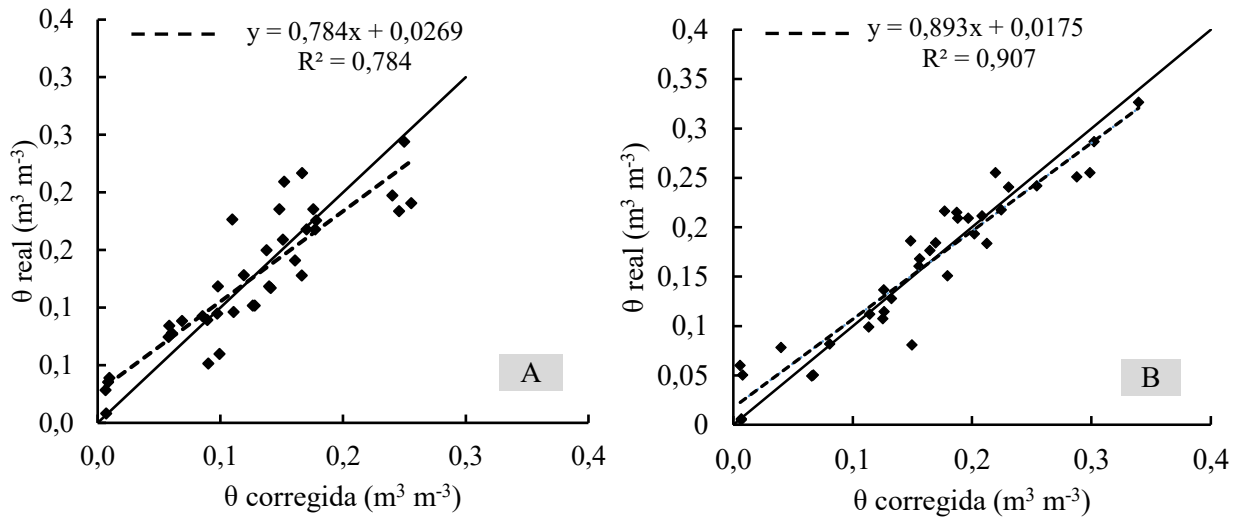 0,4
0,3
0,3
0,2
0,2
0,1
0,1
0,0
θ real (m³ m⁻³)
y = 0,784x + 0,0269
R² = 0,784
A
0,0 0,1 0,2 0,3 0,4
θ corregida (m³ m⁻³)
0,4
0,35
0,3
0,25
0,2
0,15
0,1
0,05
0
θ real (m³ m⁻³)
y = 0,893x + 0,0175
R² = 0,907
B
0,0 0,1 0,2 0,3 0,4
θ corregida (m³ m⁻³)